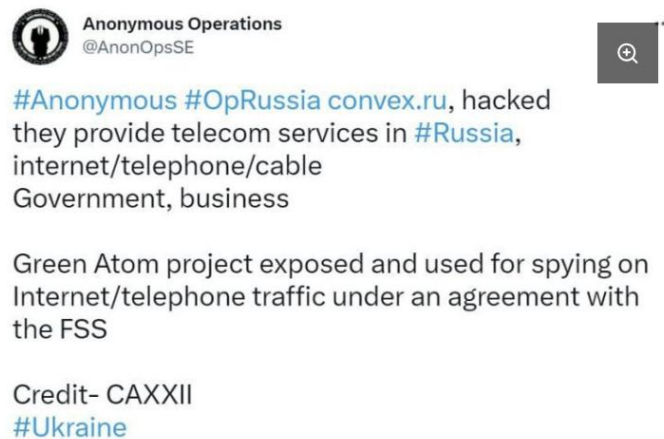 Anonymous Operations
@AnonOpsSE
#Anonymous #OpRussia convex.ru, hacked
they provide telecom services in #Russia,
internet/telephone/cable
Government, business
Green Atom project exposed and used for spying on
Internet/telephone traffic under an agreement with
the FSS
Credit- CAXXII
#Ukraine